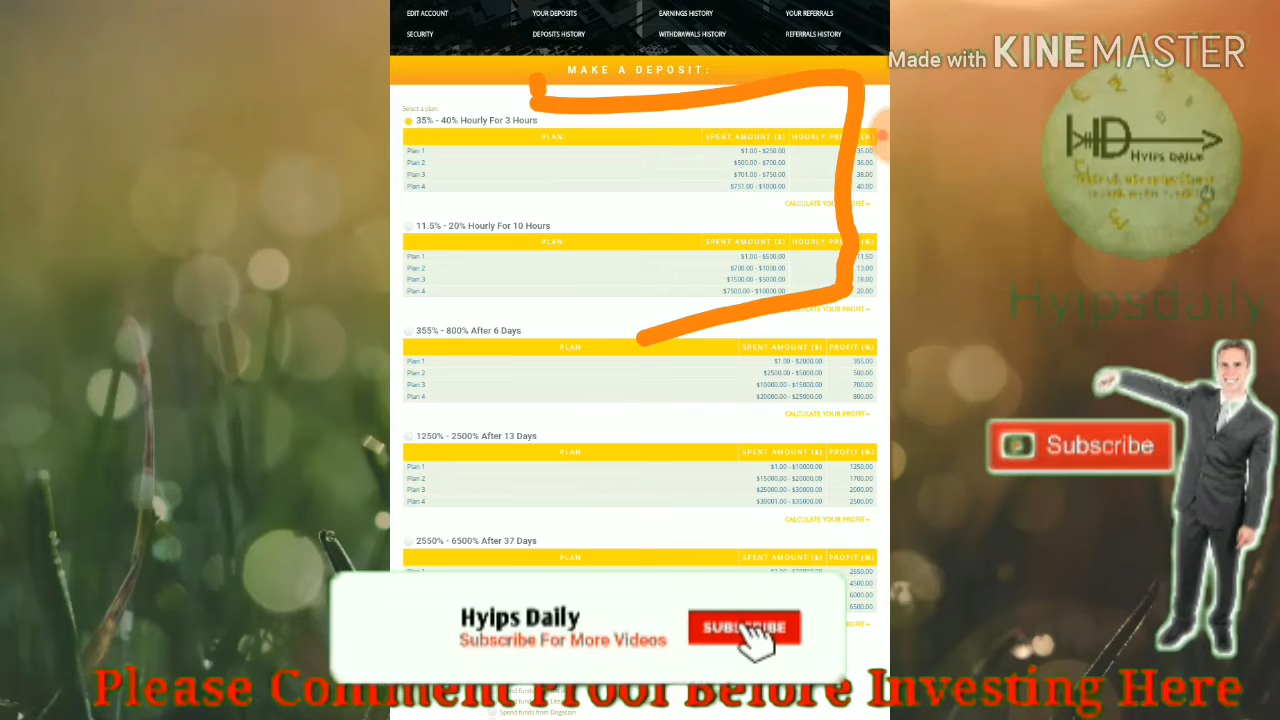 EDIT ACCOUNT YOUR DEPOSITS EARNINGS HISTORY YOUR REFERRALS
SECURITY DEPOSITS HISTORY WITHDRAWALS HISTORY REFERRALS HISTORY
Made with KINEMASTER
MAKE A DEPOSIT:
Select a plan:
35% - 40% Hourly For 3 Hours
PLAN SPENT AMOUNT ($) HOURLY (%)
Plan 1 $1.00 - $250.00 35.00
Plan 2 $500.00 - $700.00 36.00
Plan 3 $701.00 - $750.00 38.00
Plan 4 $751.00 - $1000.00 40.00
CALCULATE PROFIT »
HD
Hyips Daily
11.5% - 20% Hourly For 10 Hours
PLAN SPENT AMOUNT ($) HOURLY (%)
Plan 1 $1.00 - $500.00 11.50
Plan 2 $700.00 - $1000.00 13.00
Plan 3 $1500.00 - $5000.00 18.00
Plan 4 $7500.00 - $10000.00 20.00
YOUR PROFIT »
Hyipsdaily
355% - 800% After 6 Days
PLAN SPENT AMOUNT ($) PROFIT (%)
Plan 1 $1.00 - $2000.00 355.00
Plan 2 $2500.00 - $5000.00 500.00
Plan 3 $10000.00 - $15000.00 700.00
Plan 4 $20000.00 - $25000.00 800.00
CALCULATE YOUR PROFIT »
1250% - 2500% After 13 Days
PLAN SPENT AMOUNT ($) PROFIT (%)
Plan 1 $1.00 - $10000.00 1250.00
Plan 2 $15000.00 - $20000.00 1700.00
Plan 3 $25000.00 - $30000.00 2000.00
Plan 4 $30001.00 - $35000.00 2500.00
CALCULATE YOUR PROFIT »
Subscribe
2550% - 6500% After 37 Days
PLAN SPENT AMOUNT ($) PROFIT (%)
2550.00
4500.00
6000.00
6500.00
Hyips Daily
Subscribe For More Videos
SUBSCRIBE
Please Comment Proof Before Investing Here
Spend funds from Dogecoin